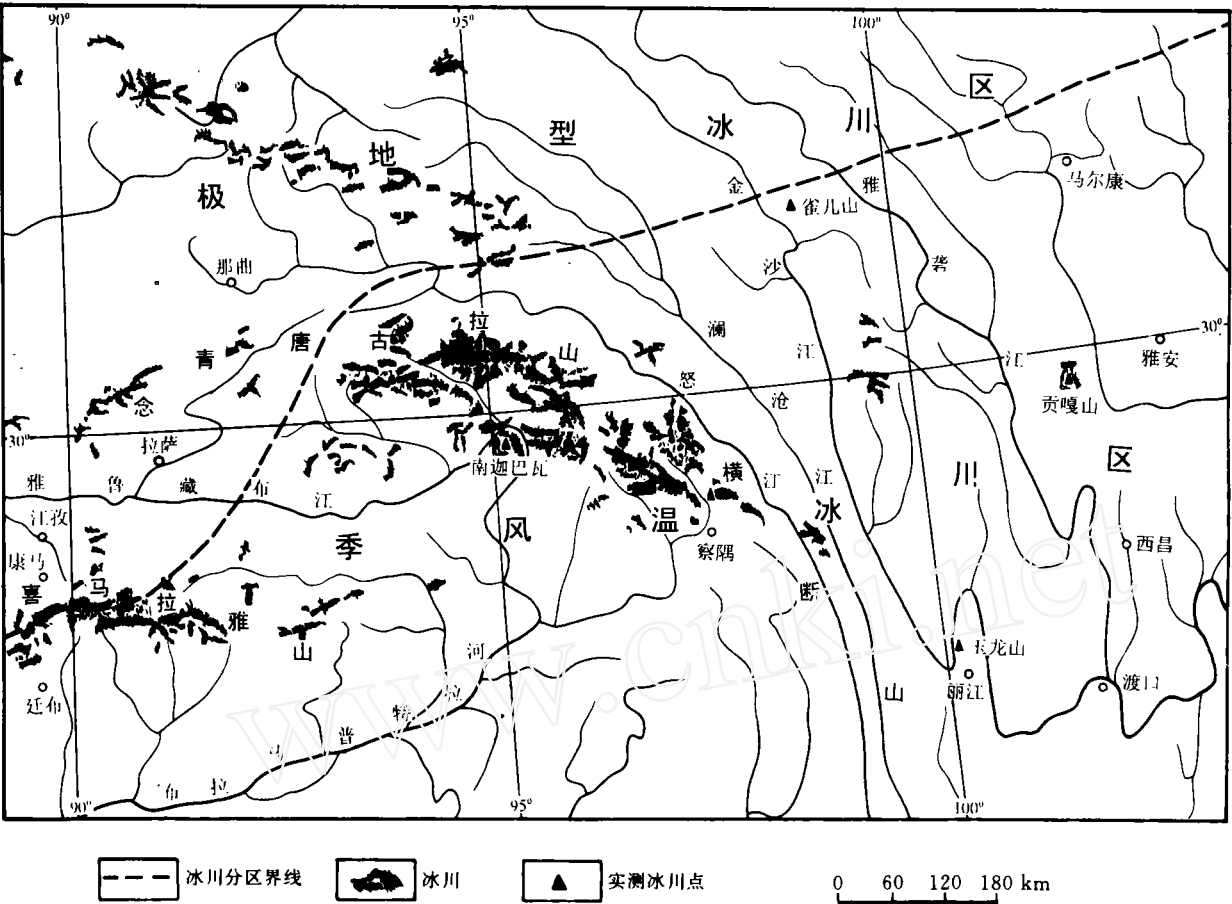 90°
95°
100°
极地型冰川区
季风温冰川区
金沙江
雅砻江
澜沧江
怒江
马尔康
雀儿山
那曲
念青唐古拉山
30°
30°
雅安
贡嘎山
拉萨
南迦巴瓦
雅鲁藏布江
横断山
江孜
康马
察隅
西昌
喜马拉雅山
玉龙山
丽江
渡口
廷布
布拉马普特拉河
90°
95°
100°
www.cnki.net
冰川分区界线
冰川
实测冰川点
0 60 120 180 km